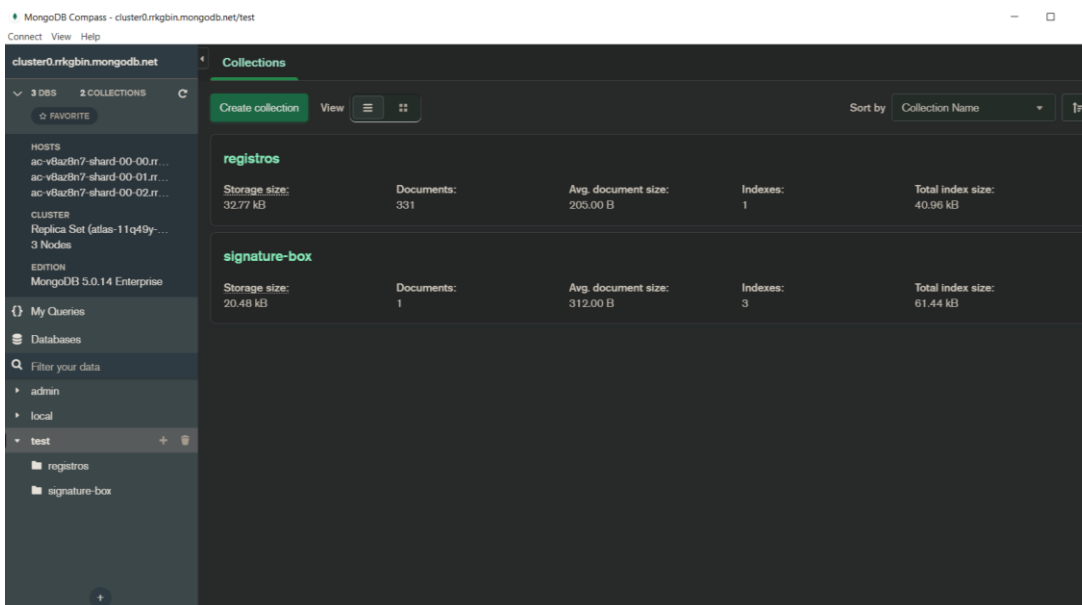 MongoDB Compass - cluster0.rrkgbin.mongodb.net/test
Connect View Help
cluster0.rrkgbin.mongodb.net
3 DBS 2 COLLECTIONS
FAVORITE
HOSTS
ac-v8az8n7-shard-00-00.rr...
ac-v8az8n7-shard-00-01.rr...
ac-v8az8n7-shard-00-02.rr...
CLUSTER
Replica Set (atlas-11q49y-...
3 Nodes
EDITION
MongoDB 5.0.14 Enterprise
{} My Queries
Databases
Filter your data
admin
local
test
registros
signature-box
Collections
Create collection View Sort by Collection Name
registros
Storage size: Documents: Avg. document size: Indexes: Total index size:
32.77 kB 331 205.00 B 1 40.96 kB
signature-box
Storage size: Documents: Avg. document size: Indexes: Total index size:
20.48 kB 1 312.00 B 3 61.44 kB